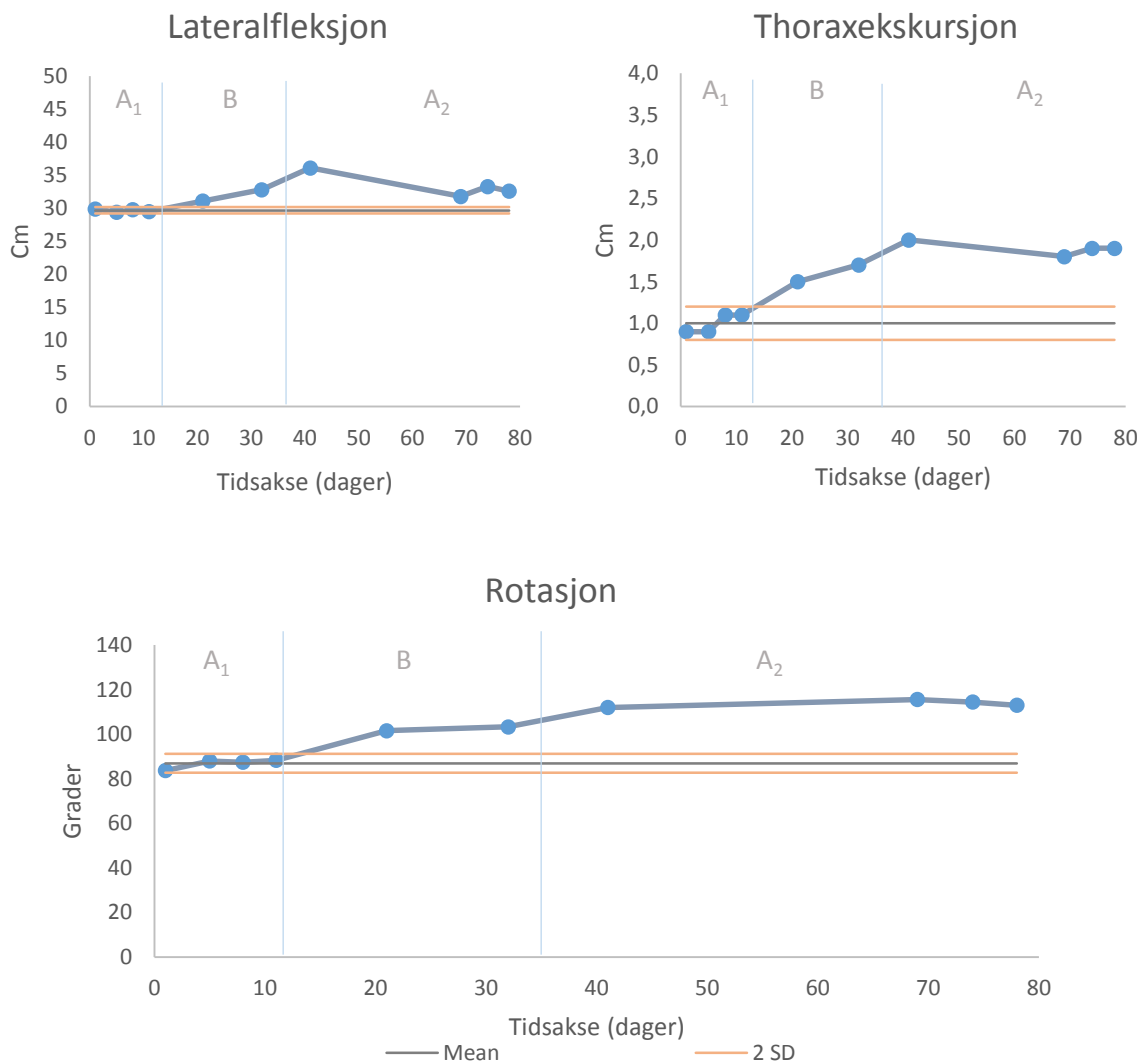 Lateralfleksjon
50
45
40
35
30
25
20
15
10
5
0
Cm
A₁ B A₂
0 10 20 30 40 50 60 70 80
Tidsakse (dager)
Thoraxekskursjon
4,0
3,5
3,0
2,5
2,0
1,5
1,0
0,5
0,0
Cm
A₁ B A₂
0 10 20 30 40 50 60 70 80
Tidsakse (dager)
Rotasjon
140
120
100
80
60
40
20
0
Grader
A₁ B A₂
0 10 20 30 40 50 60 70 80
Tidsakse (dager)
Mean 2 SD